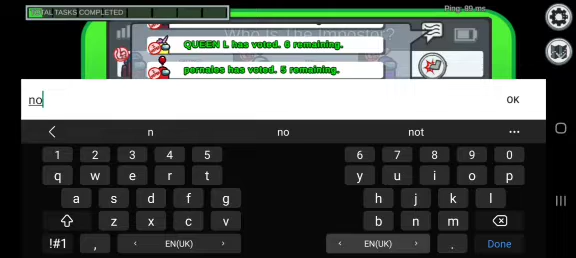 TOTAL TASKS COMPLETED
Ping: 89 ms
Who Is The Impostor?
QUEEN L has voted. 6 remaining.
pernales has voted. 5 remaining.
no
OK
n no not
1 2 3 4 5 6 7 8 9 0
q w e r t y u i o p
a s d f g h j k l
z x c v b n m
!#1 , EN(UK) EN(UK) . Done